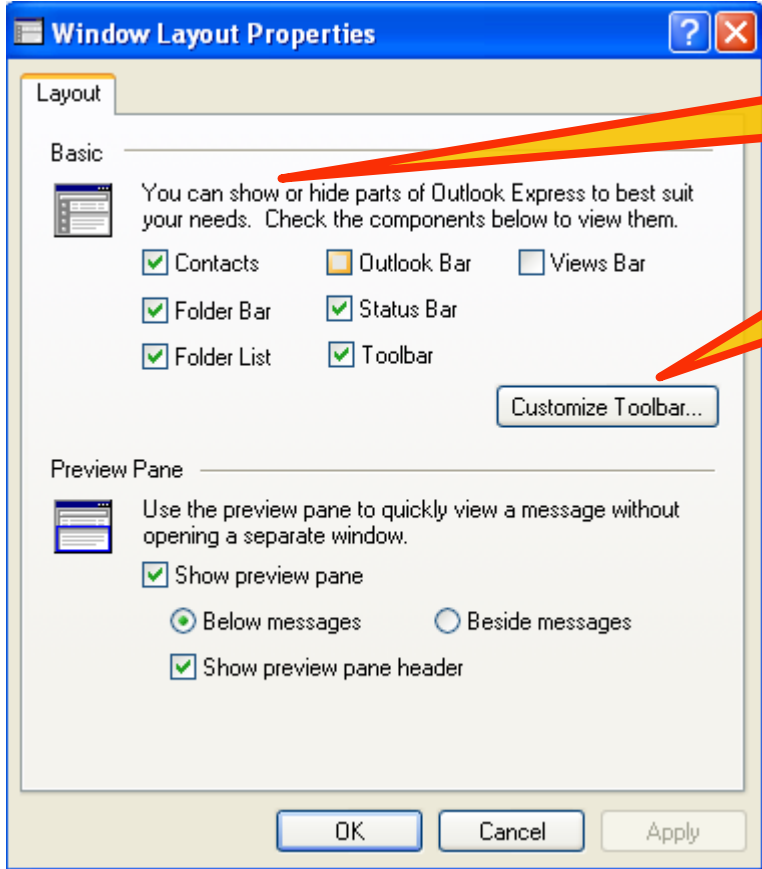 Window Layout Properties
Layout
Basic
You can show or hide parts of Outlook Express to best suit
your needs. Check the components below to view them.
Contacts Outlook Bar Views Bar
Folder Bar Status Bar
Folder List Toolbar
Customize Toolbar...
Preview Pane
Use the preview pane to quickly view a message without
opening a separate window.
Show preview pane
Below messages Beside messages
Show preview pane header
OK Cancel Apply